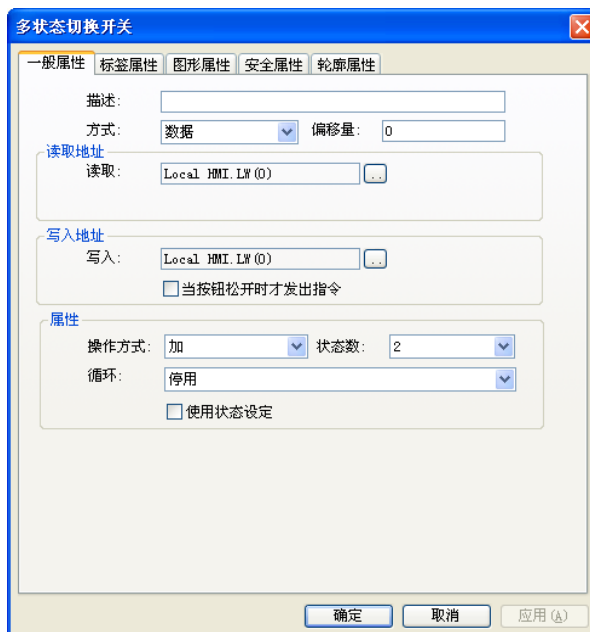 多状态切换开关
一般属性 标签属性 图形属性 安全属性 轮廓属性
描述:
方式: 数据 偏移量: 0
读取地址
读取: Local HMI.LW(0) ..
写入地址
写入: Local HMI.LW(0) ..
当按钮松开时才发出指令
属性
操作方式: 加 状态数: 2
循环: 停用
使用状态设定
确定 取消 应用(A)